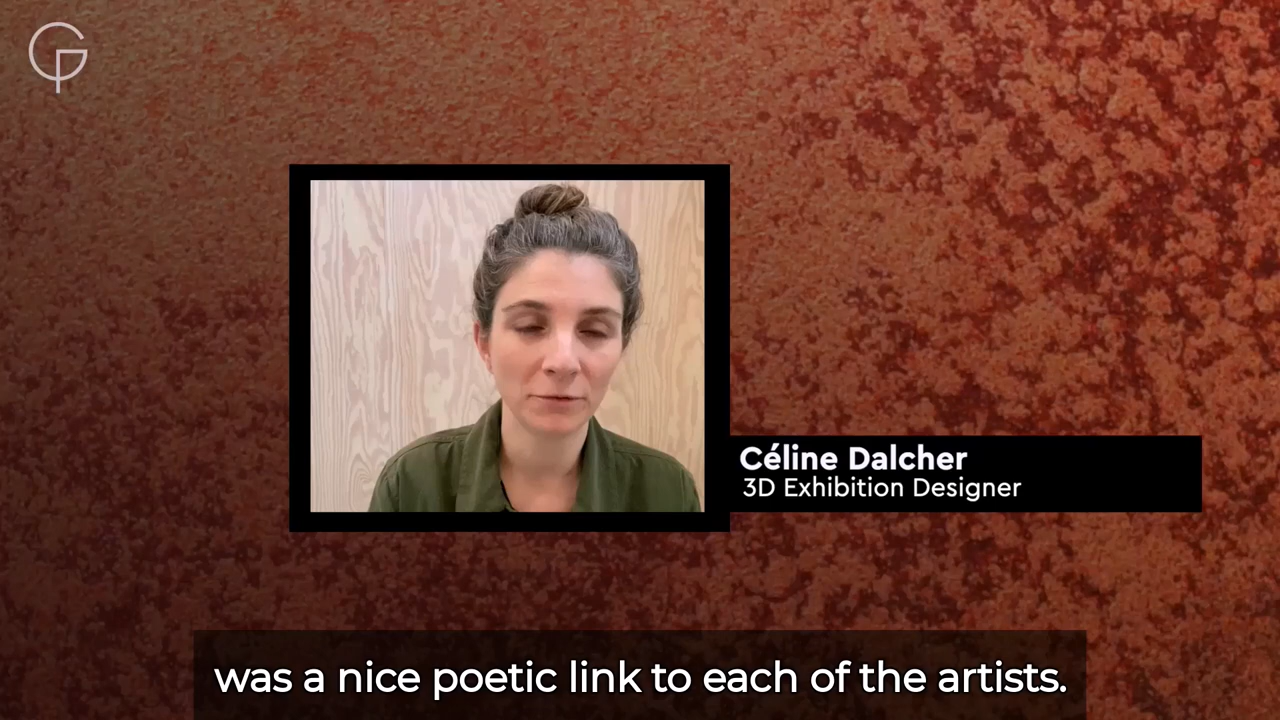 Céline Dalcher
3D Exhibition Designer
was a nice poetic link to each of the artists.